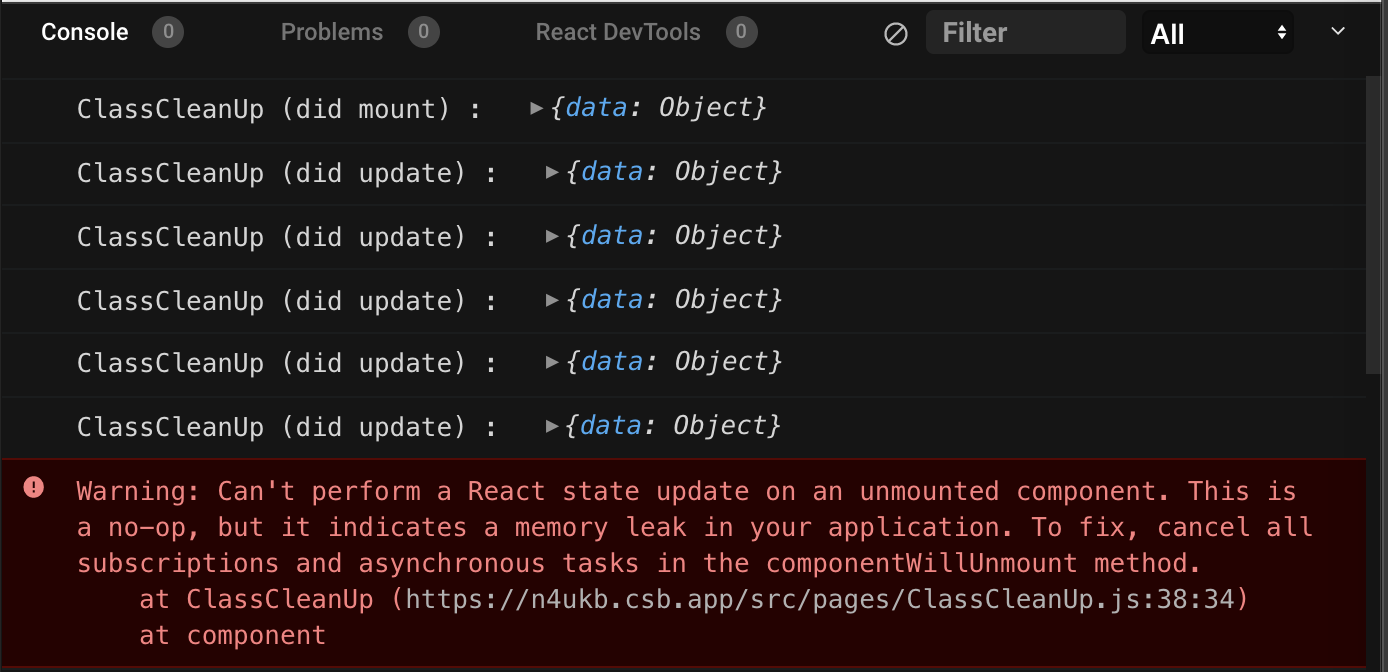 Console 0 Problems 0 React DevTools 0 Filter All
ClassCleanUp (did mount) : ▶{data: Object}
ClassCleanUp (did update) : ▶{data: Object}
ClassCleanUp (did update) : ▶{data: Object}
ClassCleanUp (did update) : ▶{data: Object}
ClassCleanUp (did update) : ▶{data: Object}
ClassCleanUp (did update) : ▶{data: Object}
Warning: Can't perform a React state update on an unmounted component. This is
a no-op, but it indicates a memory leak in your application. To fix, cancel all
subscriptions and asynchronous tasks in the componentWillUnmount method.
at ClassCleanUp (https://n4ukb.csb.app/src/pages/ClassCleanUp.js:38:34)
at component